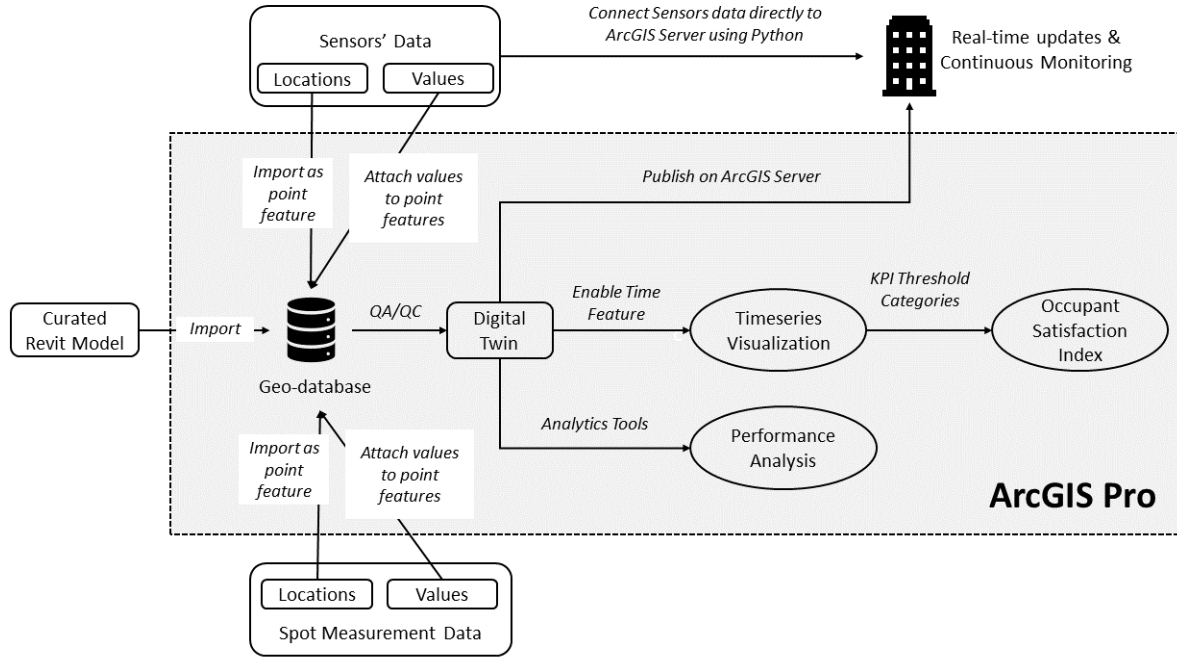 Sensors' Data
Locations
Values
Connect Sensors data directly to
ArcGIS Server using Python
Real-time updates &
Continuous Monitoring
Import as
point
feature
Attach values
to point
features
Publish on ArcGIS Server
Curated
Revit Model
Import
Geo-database
QA/QC
Digital
Twin
Enable Time
Feature
Timeseries
Visualization
KPI Threshold
Categories
Occupant
Satisfaction
Index
Analytics Tools
Performance
Analysis
ArcGIS Pro
Import as
point
feature
Attach values
to point
features
Locations
Values
Spot Measurement Data